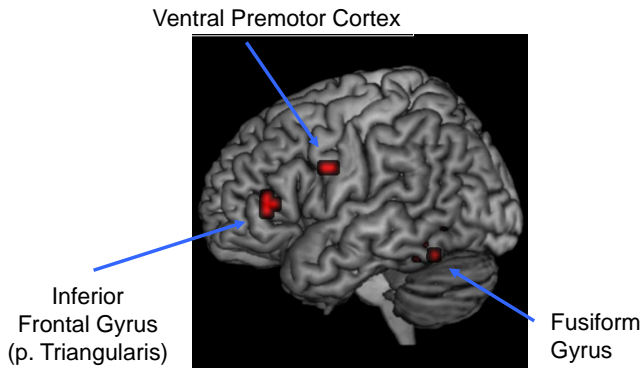 Ventral Premotor Cortex
Inferior
Frontal Gyrus
(p. Triangularis)
Fusiform
Gyrus